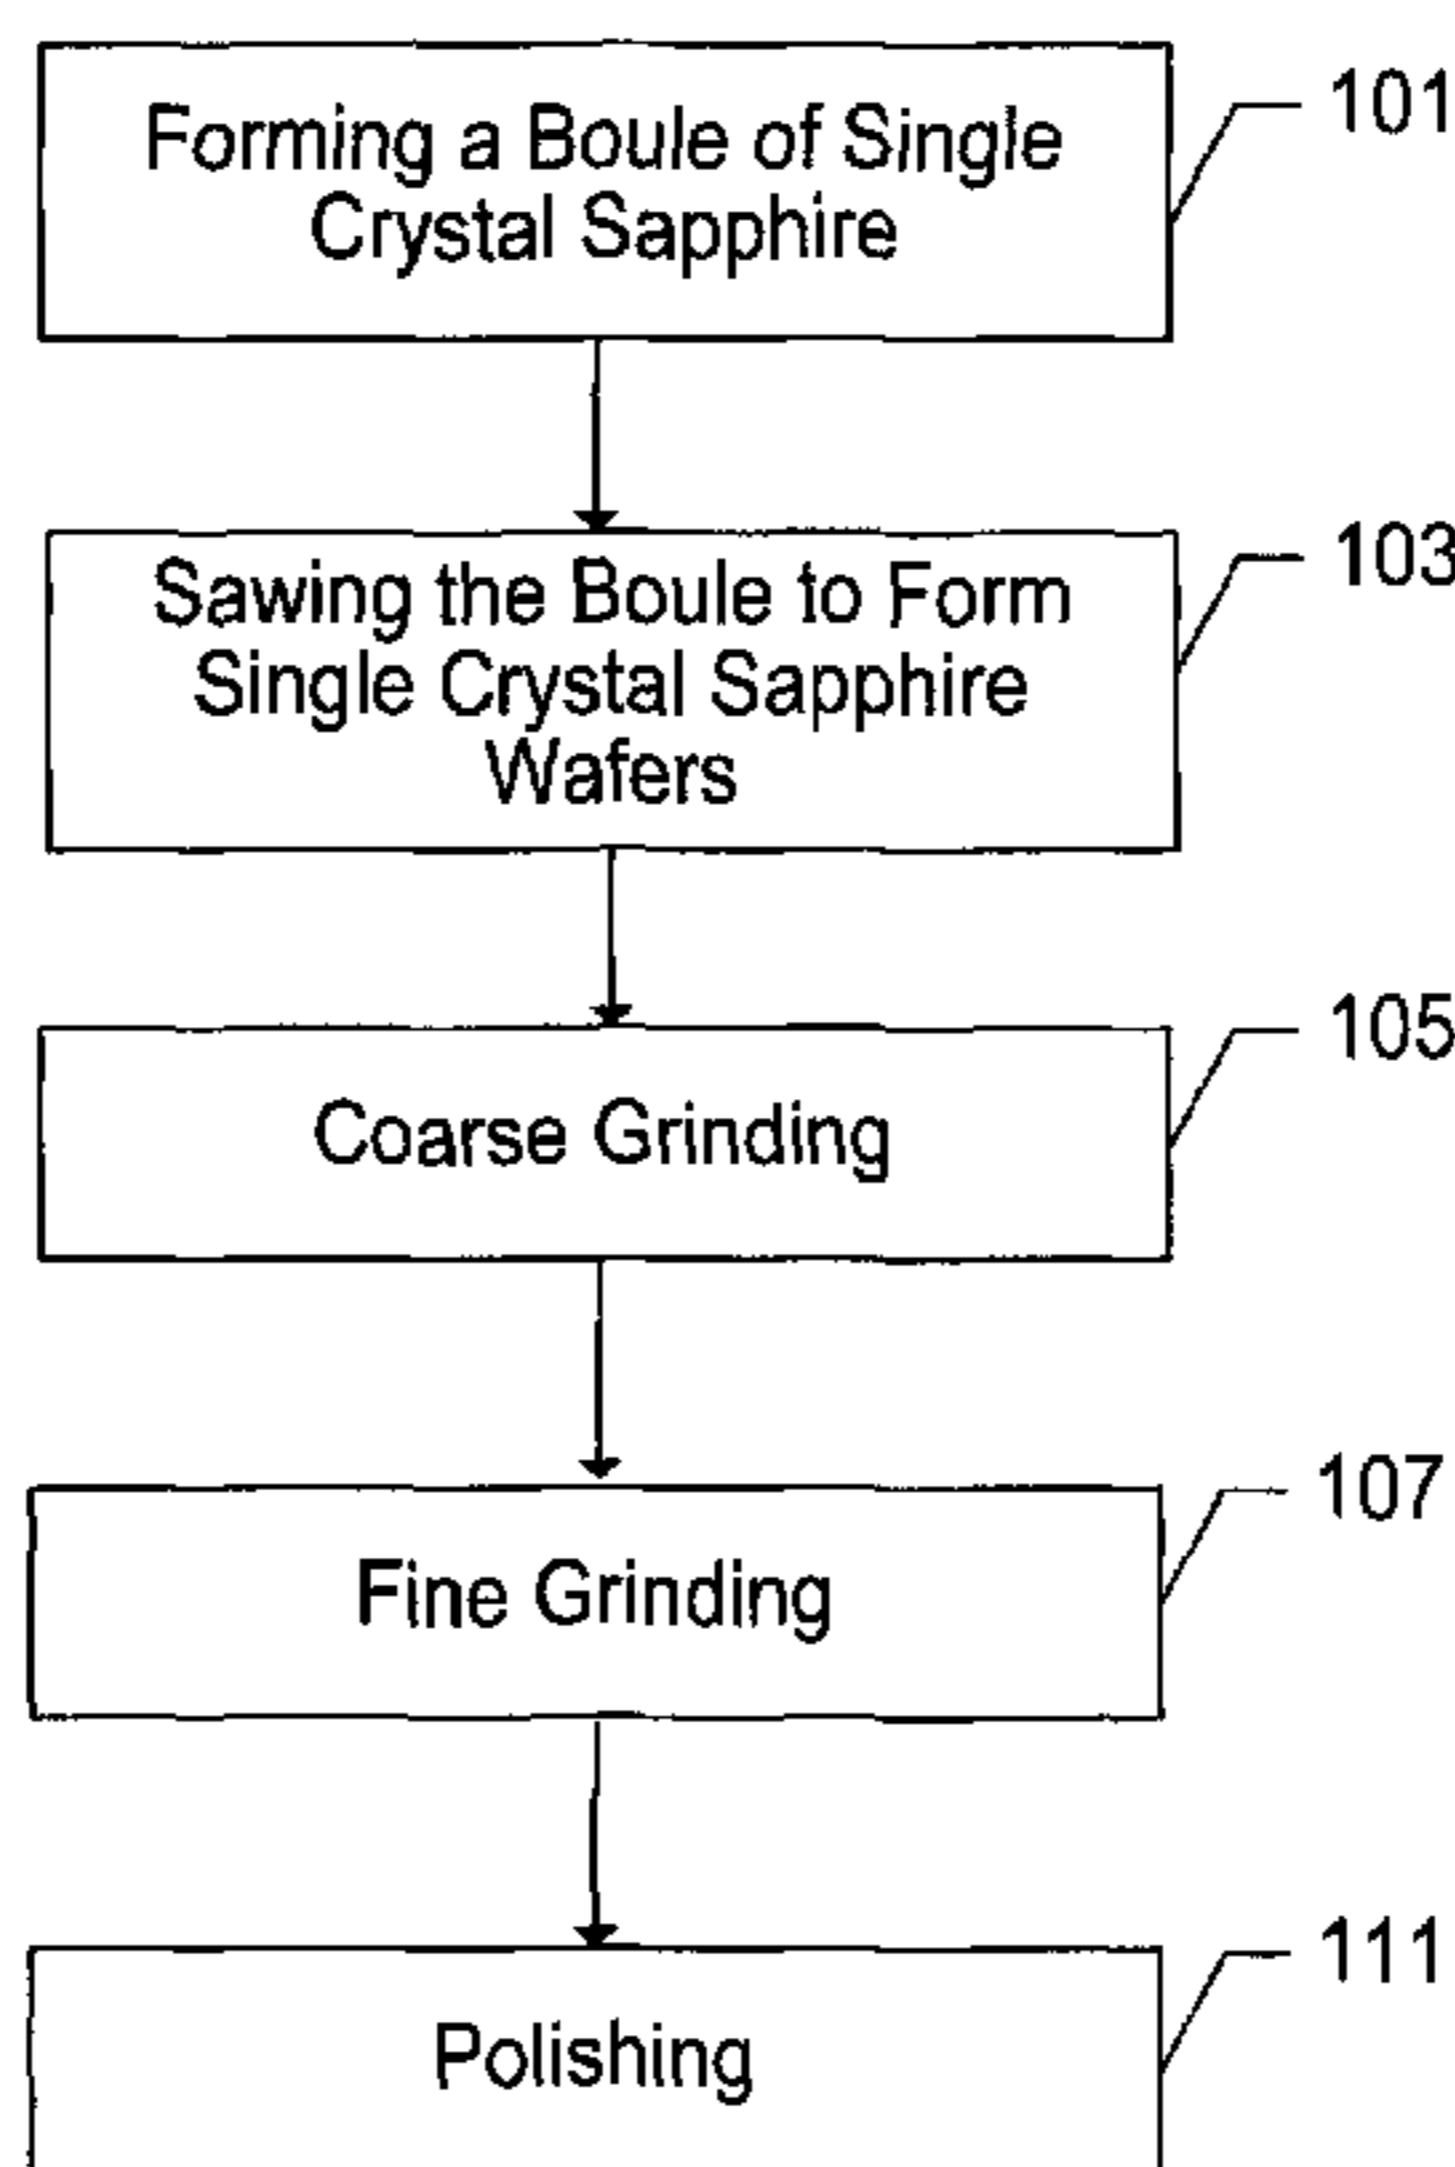 Forming a Boule of Single
Crystal Sapphire
101
Sawing the Boule to Form
Single Crystal Sapphire
Wafers
103
Coarse Grinding
105
Fine Grinding
107
Polishing
111